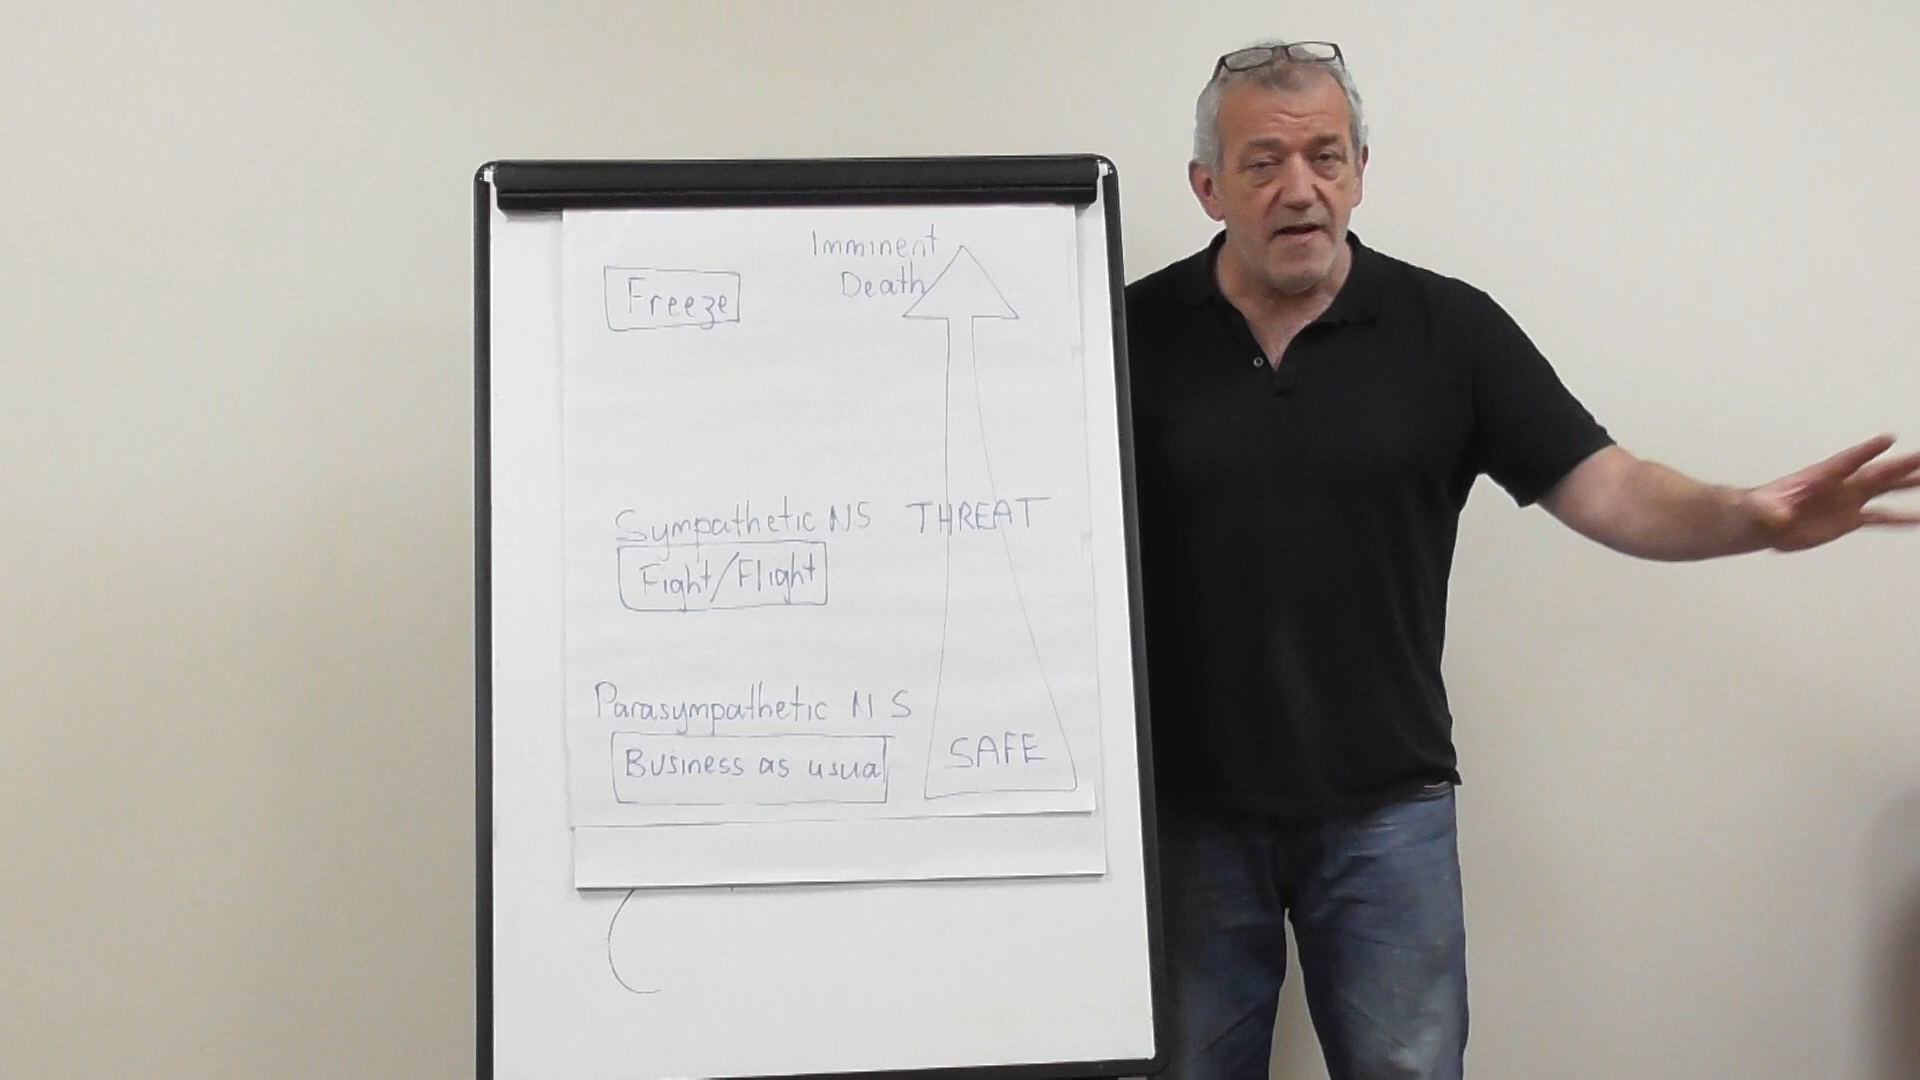 Imminent
Death
Freeze
Sympathetic NS THREAT
Fight/Flight
Parasympathetic NS
Business as usual
SAFE